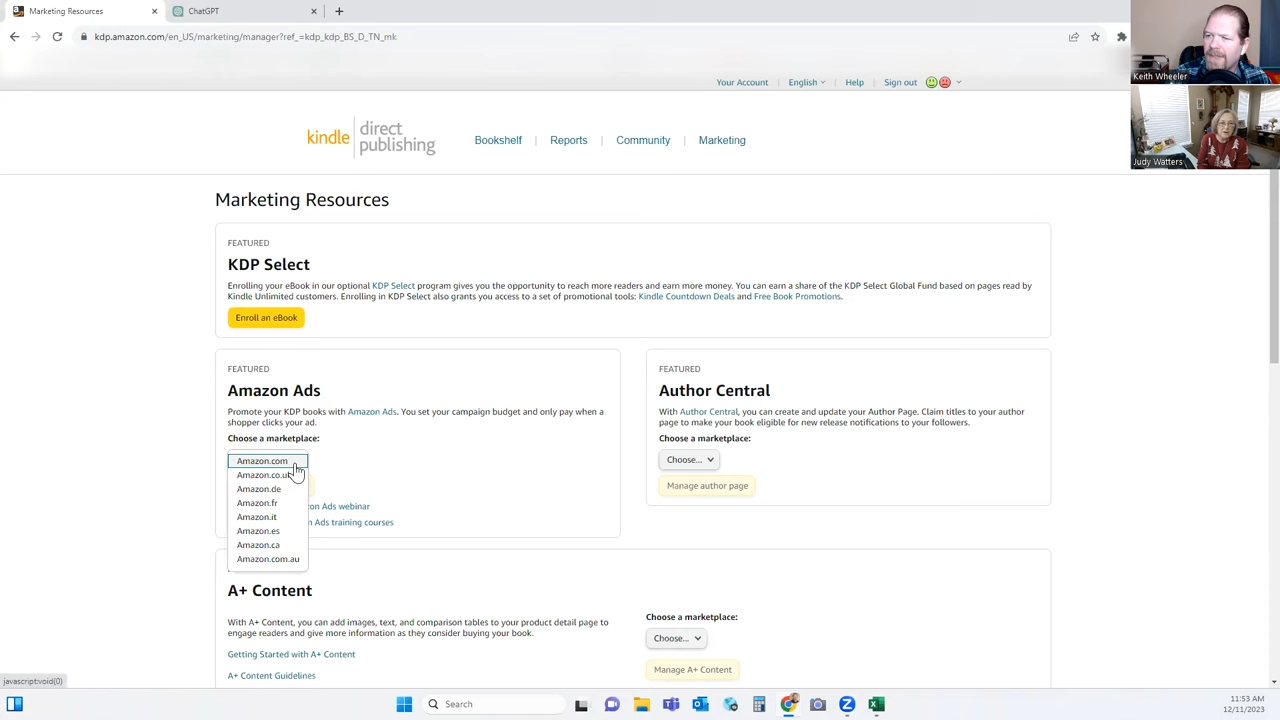 Marketing Resources
ChatGPT
kdp.amazon.com/en_US/marketing/manager?ref_=kdp_kdp_BS_D_TN_mk
Keith Wheeler
Judy Watters
Your Account
English
Help
Sign out
kindle direct publishing
Bookshelf
Reports
Community
Marketing
Marketing Resources
FEATURED
KDP Select
Enrolling your eBook in our optional KDP Select program gives you the opportunity to reach more readers and earn more money. You can earn a share of the KDP Select Global Fund based on pages read by
Kindle Unlimited customers. Enrolling in KDP Select also grants you access to a set of promotional tools: Kindle Countdown Deals and Free Book Promotions.
Enroll an eBook
FEATURED
Amazon Ads
Promote your KDP books with Amazon Ads. You set your campaign budget and only pay when a
shopper clicks your ad.
Choose a marketplace:
Amazon.com
Amazon.co.u
Amazon.de
Amazon.fr
Amazon.it
Amazon.es
Amazon.ca
Amazon.com.au
on Ads webinar
n Ads training courses
FEATURED
Author Central
With Author Central, you can create and update your Author Page. Claim titles to your author
page to make your book eligible for new release notifications to your followers.
Choose a marketplace:
Choose...
Manage author page
A+ Content
With A+ Content, you can add images, text, and comparison tables to your product detail page to
engage readers and give more information as they consider buying your book.
Getting Started with A+ Content
A+ Content Guidelines
Choose a marketplace:
Choose...
Manage A+ Content
javascript:void(0)
Search
11:53 AM
12/11/2023